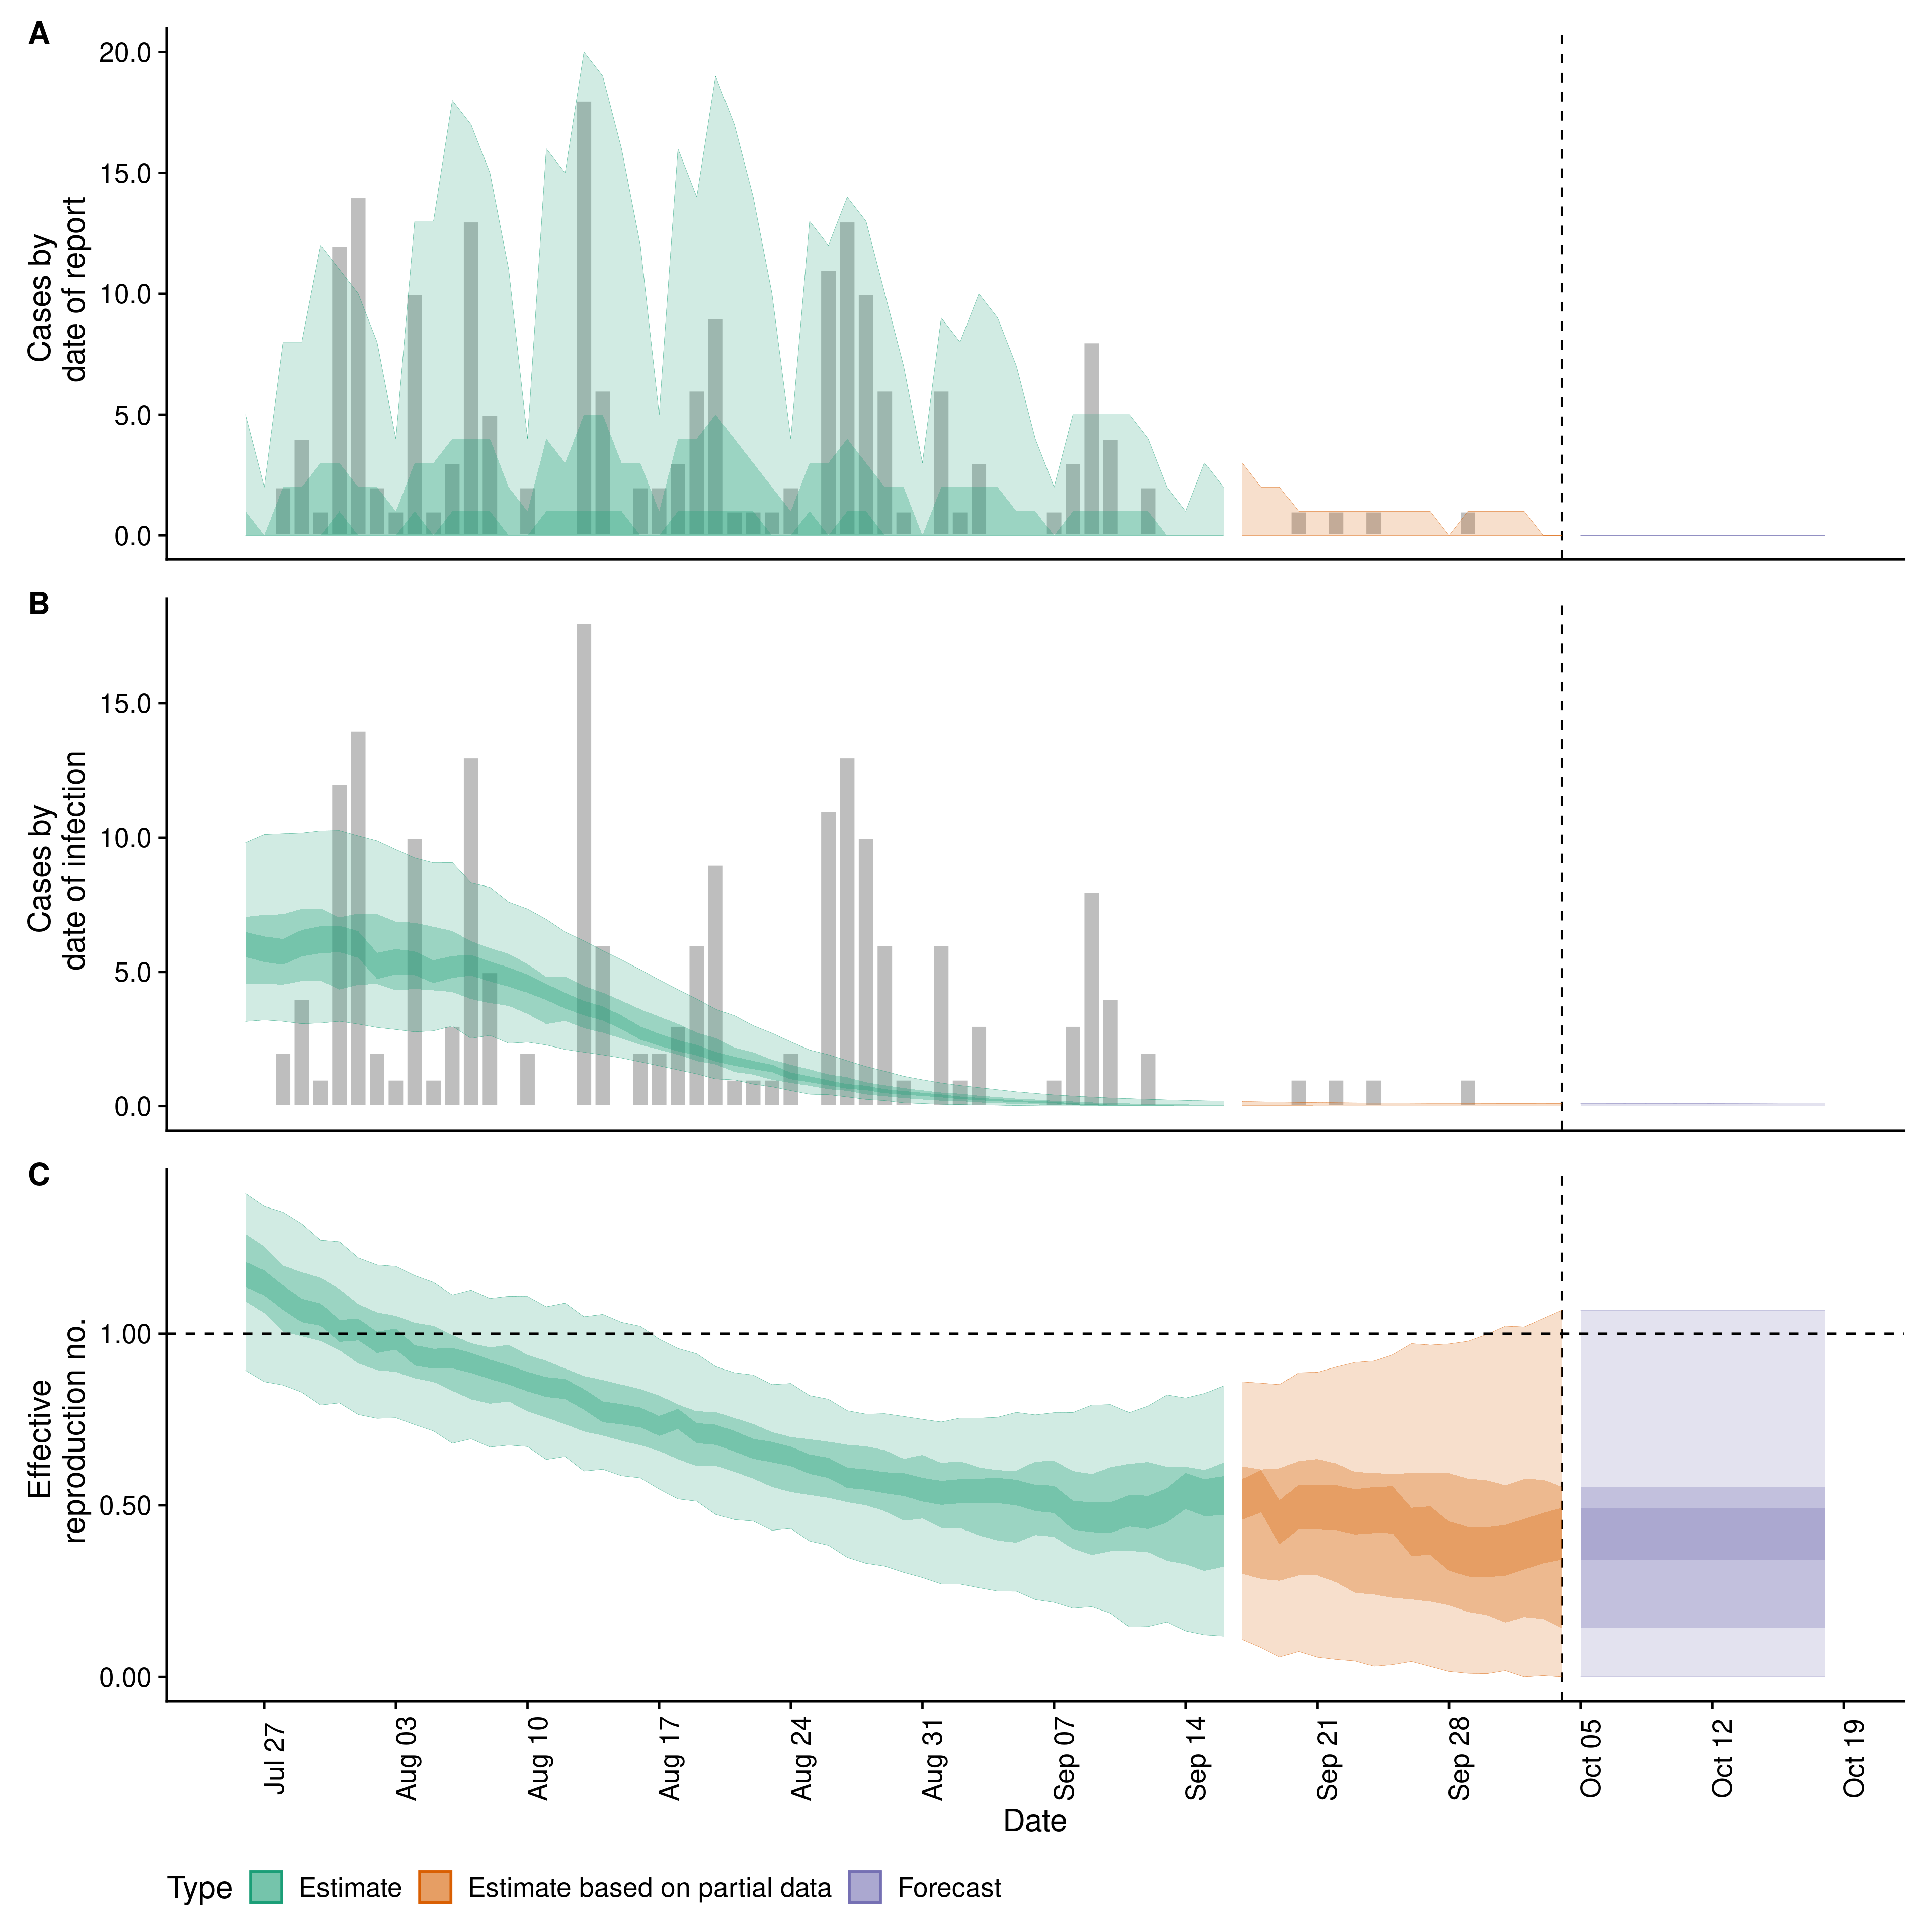 A
20.0
15.0
10.0
5.0
0.0
Cases by
date of report
B
15.0
10.0
5.0
0.0
Cases by
date of infection
C
1.00
0.50
0.00
Effective
reproduction no.
Jul 27
Aug 03
Aug 10
Aug 17
Aug 24
Aug 31
Sep 07
Sep 14
Sep 21
Sep 28
Oct 05
Oct 12
Oct 19
Date
Type Estimate Estimate based on partial data Forecast